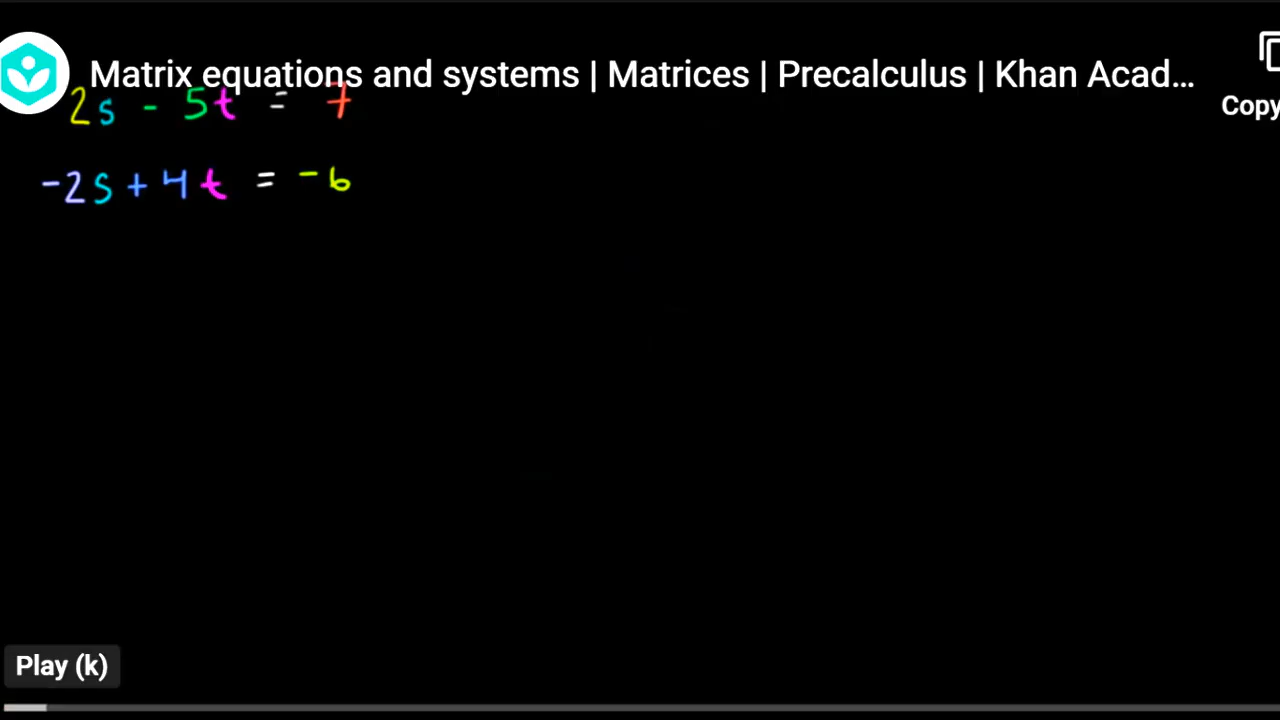 Matrix equations and systems | Matrices | Precalculus | Khan Acad...
Copy
2s - 5t = 7
-2s + 4t = -6
Play (k)